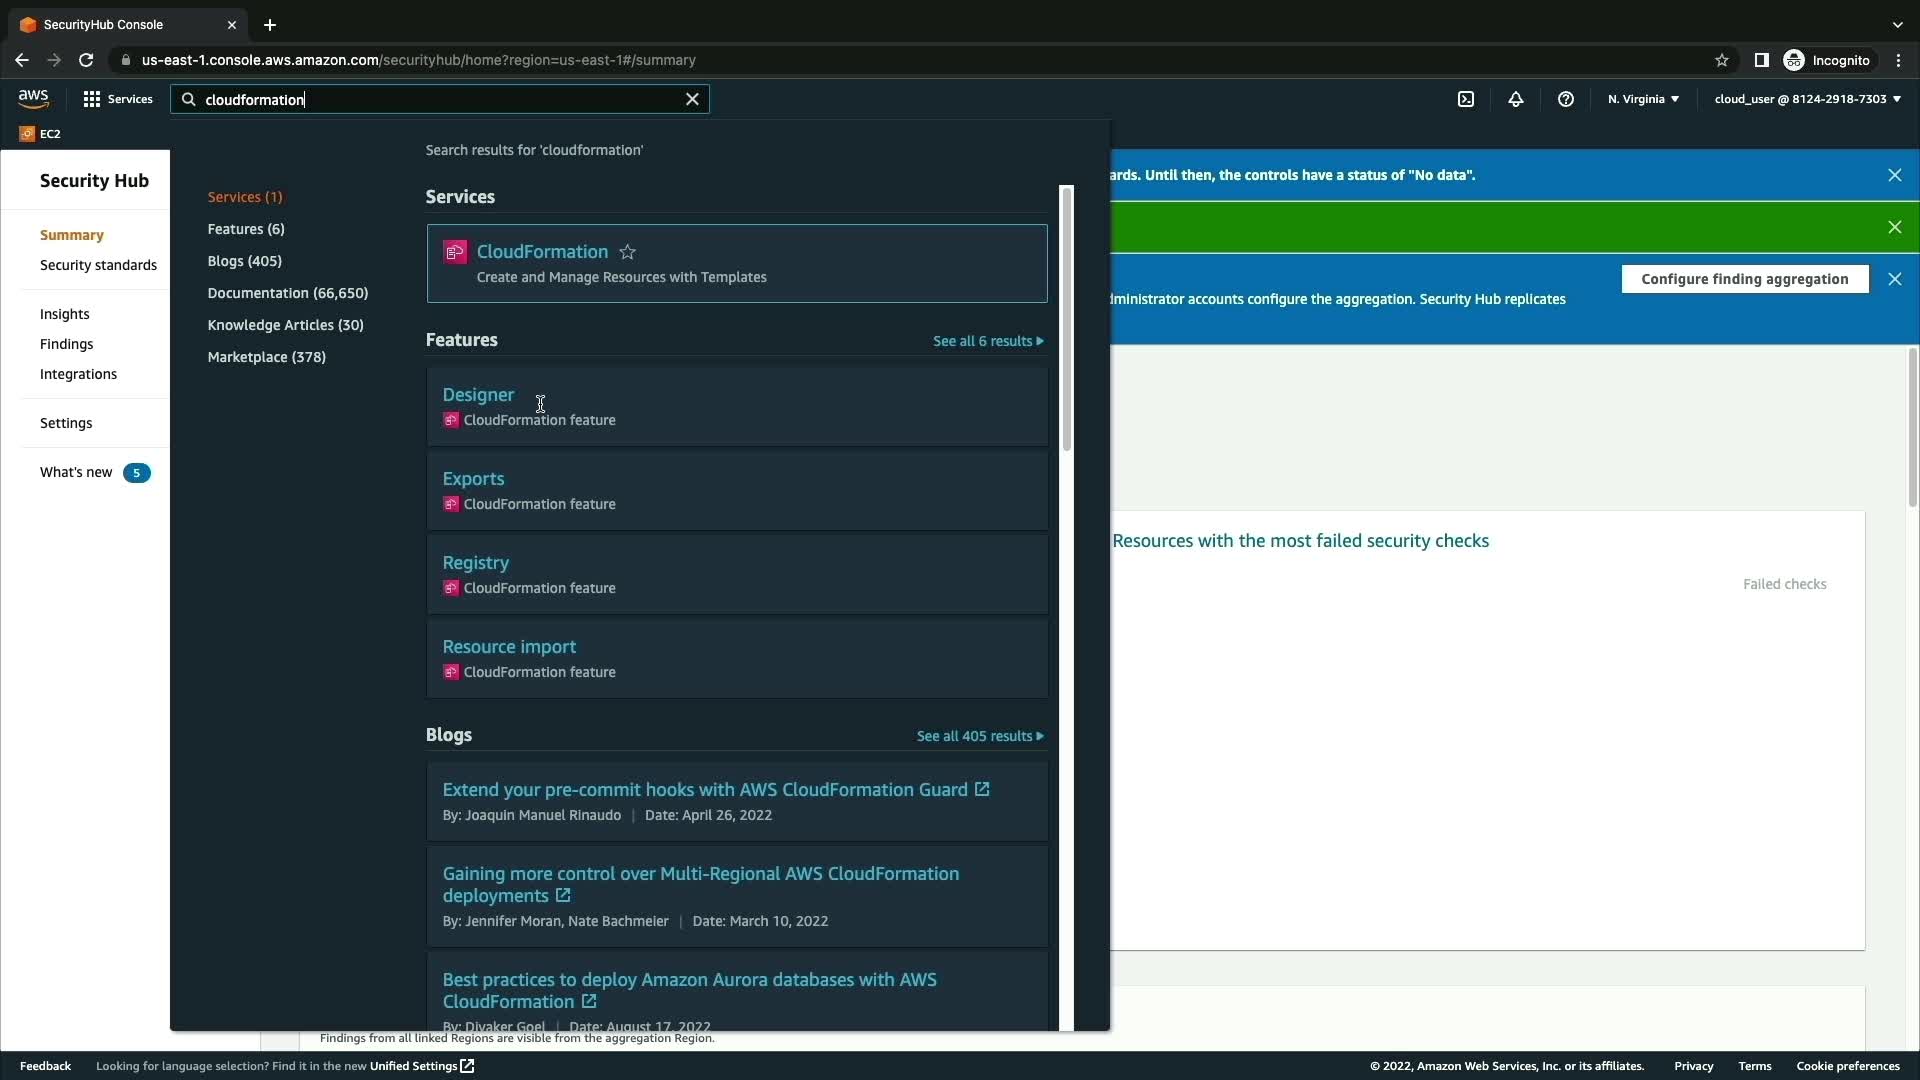 SecurityHub Console
us-east-1.console.aws.amazon.com/securityhub/home?region=us-east-1#/summary
Incognito
aws
Services
cloudformation
N. Virginia
cloud_user @ 8124-2918-7303
EC2
Search results for 'cloudformation'
Security Hub
Summary
Security standards
Insights
Findings
Integrations
Settings
What's new 5
Services (1)
Features (6)
Blogs (405)
Documentation (66,650)
Knowledge Articles (30)
Marketplace (378)
Services
CloudFormation
Create and Manage Resources with Templates
Features
See all 6 results
Designer
CloudFormation feature
Exports
CloudFormation feature
Registry
CloudFormation feature
Resource import
CloudFormation feature
Blogs
See all 405 results
Extend your pre-commit hooks with AWS CloudFormation Guard
By: Joaquin Manuel Rinaudo | Date: April 26, 2022
Gaining more control over Multi-Regional AWS CloudFormation
deployments
By: Jennifer Moran, Nate Bachmeier | Date: March 10, 2022
Best practices to deploy Amazon Aurora databases with AWS
CloudFormation
By: Divaker Goel | Date: August 17, 2022
ards. Until then, the controls have a status of "No data".
Configure finding aggregation
dministrator accounts configure the aggregation. Security Hub replicates
Resources with the most failed security checks
Failed checks
Findings from all linked Regions are visible from the aggregation Region.
Feedback
Looking for language selection? Find it in the new Unified Settings
© 2022, Amazon Web Services, Inc. or its affiliates.
Privacy
Terms
Cookie preferences